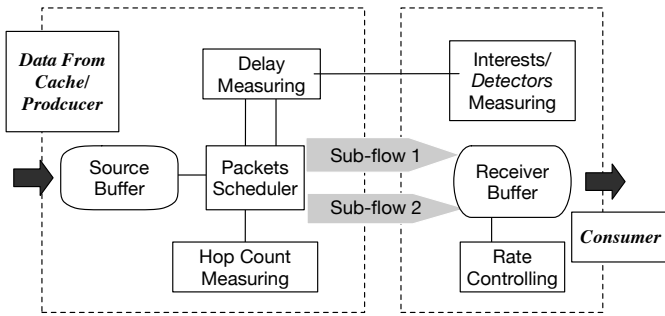 Data From
Cache/
Prodcucer
Delay
Measuring
Interests/
Detectors
Measuring
Source
Buffer
Packets
Scheduler
Sub-flow 1
Sub-flow 2
Receiver
Buffer
Hop Count
Measuring
Rate
Controlling
Consumer